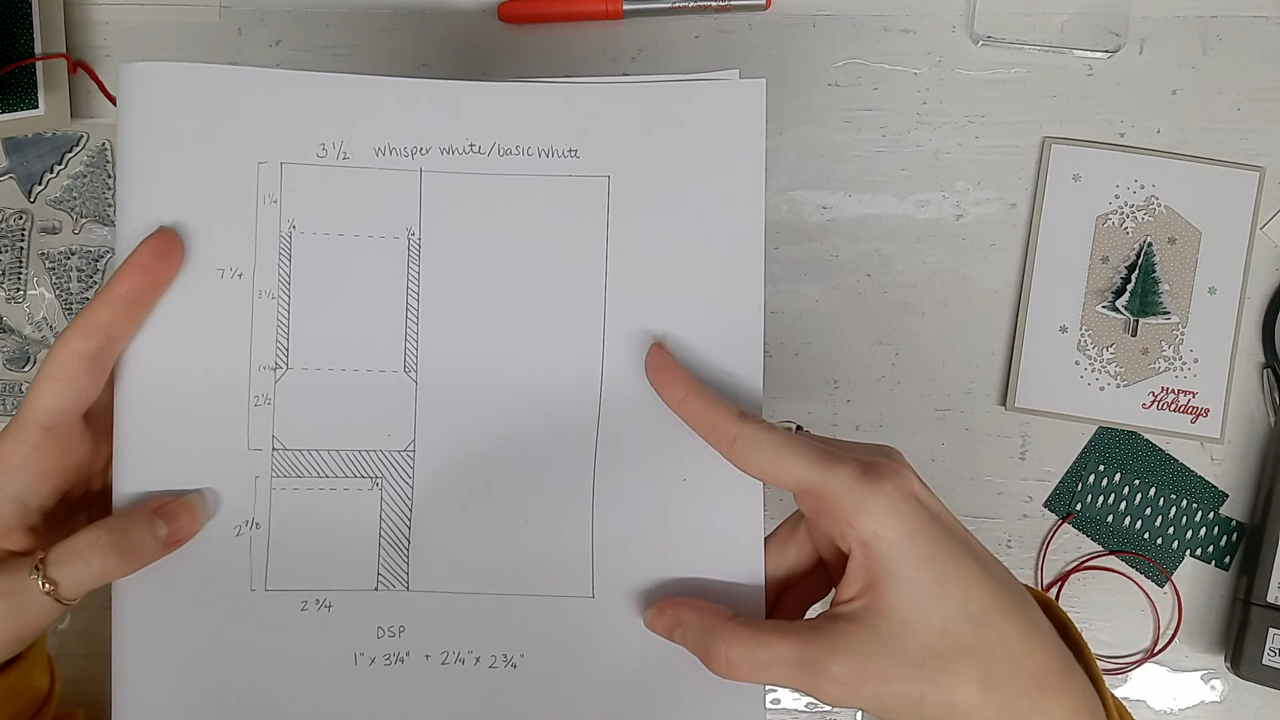 3 1/2 Whisper white/basic white
1 1/4
1/4 1/4
7 1/4
3 1/2
2 1/2
1/4
2 7/8
2 3/4
DSP
1" x 3 1/4" + 2 1/4" x 2 3/4"
HAPPY
Holidays